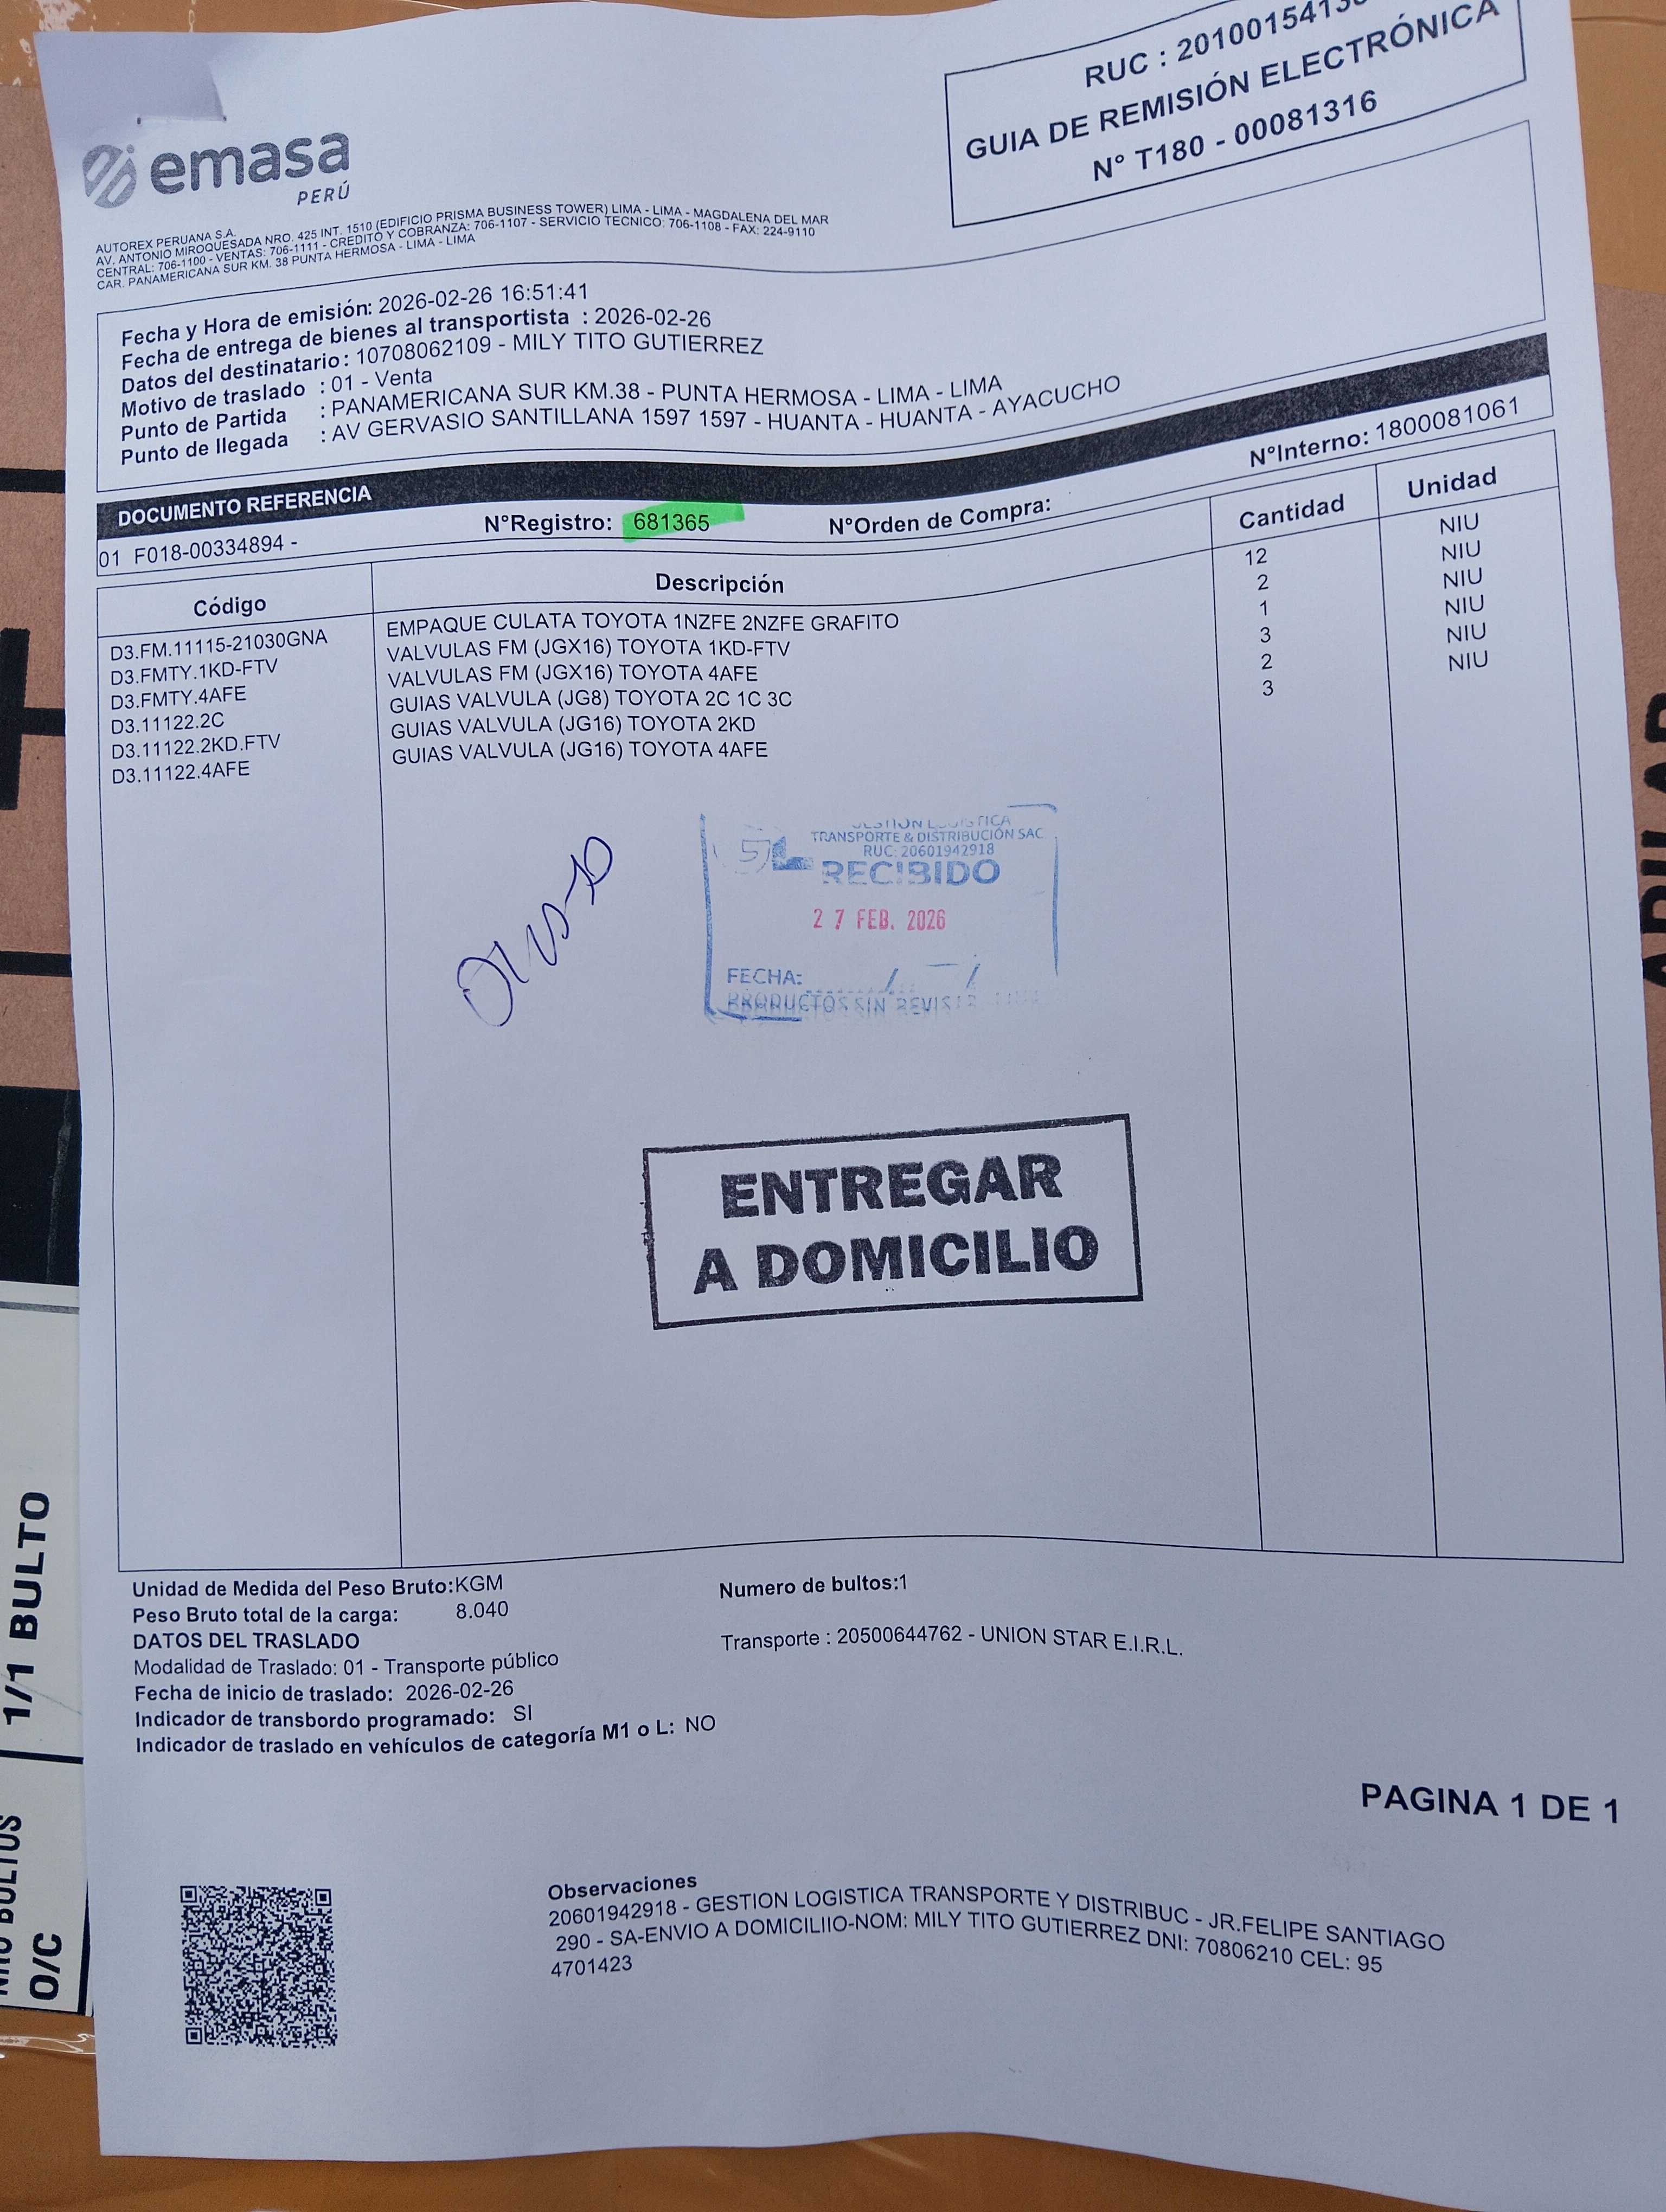 RUC : 2010015413
GUIA DE REMISIÓN ELECTRÓNICA
N° T180 - 00081316
emasa
PERÚ
AUTOREX PERUANA S.A.
AV. ANTONIO MIROQUESADA NRO. 425 INT. 1510 (EDIFICIO PRISMA BUSINESS TOWER) LIMA - LIMA - MAGDALENA DEL MAR
CENTRAL: 706-1100 - VENTAS: 706-1111 - CREDITO Y COBRANZA: 706-1107 - SERVICIO TECNICO: 706-1108 - FAX: 224-9110
CAR. PANAMERICANA SUR KM. 38 PUNTA HERMOSA - LIMA - LIMA
Fecha y Hora de emisión: 2026-02-26 16:51:41
Fecha de entrega de bienes al transportista : 2026-02-26
Datos del destinatario : 10708062109 - MILY TITO GUTIERREZ
Motivo de traslado : 01 - Venta
Punto de Partida : PANAMERICANA SUR KM.38 - PUNTA HERMOSA - LIMA - LIMA
Punto de llegada : AV GERVASIO SANTILLANA 1597 1597 - HUANTA - HUANTA - AYACUCHO
DOCUMENTO REFERENCIA
01 F018-00334894 - N°Registro: 681365 N°Orden de Compra: N°Interno: 1800081061
Código Descripción Cantidad Unidad
D3.FM.11115-21030GNA EMPAQUE CULATA TOYOTA 1NZFE 2NZFE GRAFITO 12 NIU
D3.FMTY.1KD-FTV VALVULAS FM (JGX16) TOYOTA 1KD-FTV 2 NIU
D3.FMTY.4AFE VALVULAS FM (JGX16) TOYOTA 4AFE 1 NIU
D3.11122.2C GUIAS VALVULA (JG8) TOYOTA 2C 1C 3C 3 NIU
D3.11122.2KD.FTV GUIAS VALVULA (JG16) TOYOTA 2KD 2 NIU
D3.11122.4AFE GUIAS VALVULA (JG16) TOYOTA 4AFE 3 NIU
GESTION LOGISTICA
TRANSPORTE & DISTRIBUCIÓN SAC
RUC: 20601942918
RECIBIDO
27 FEB. 2026
FECHA:
PRODUCTOS SIN REVISAR
ENTREGAR
A DOMICILIO
Unidad de Medida del Peso Bruto:KGM Numero de bultos:1
Peso Bruto total de la carga: 8.040
DATOS DEL TRASLADO Transporte : 20500644762 - UNION STAR E.I.R.L.
Modalidad de Traslado: 01 - Transporte público
Fecha de inicio de traslado: 2026-02-26
Indicador de transbordo programado: SI
Indicador de traslado en vehículos de categoría M1 o L: NO
PAGINA 1 DE 1
Observaciones
20601942918 - GESTION LOGISTICA TRANSPORTE Y DISTRIBUC - JR.FELIPE SANTIAGO
290 - SA-ENVIO A DOMICILIIO-NOM: MILY TITO GUTIERREZ DNI: 70806210 CEL: 95
4701423
1/1 BULTO
BULTOS
O/C